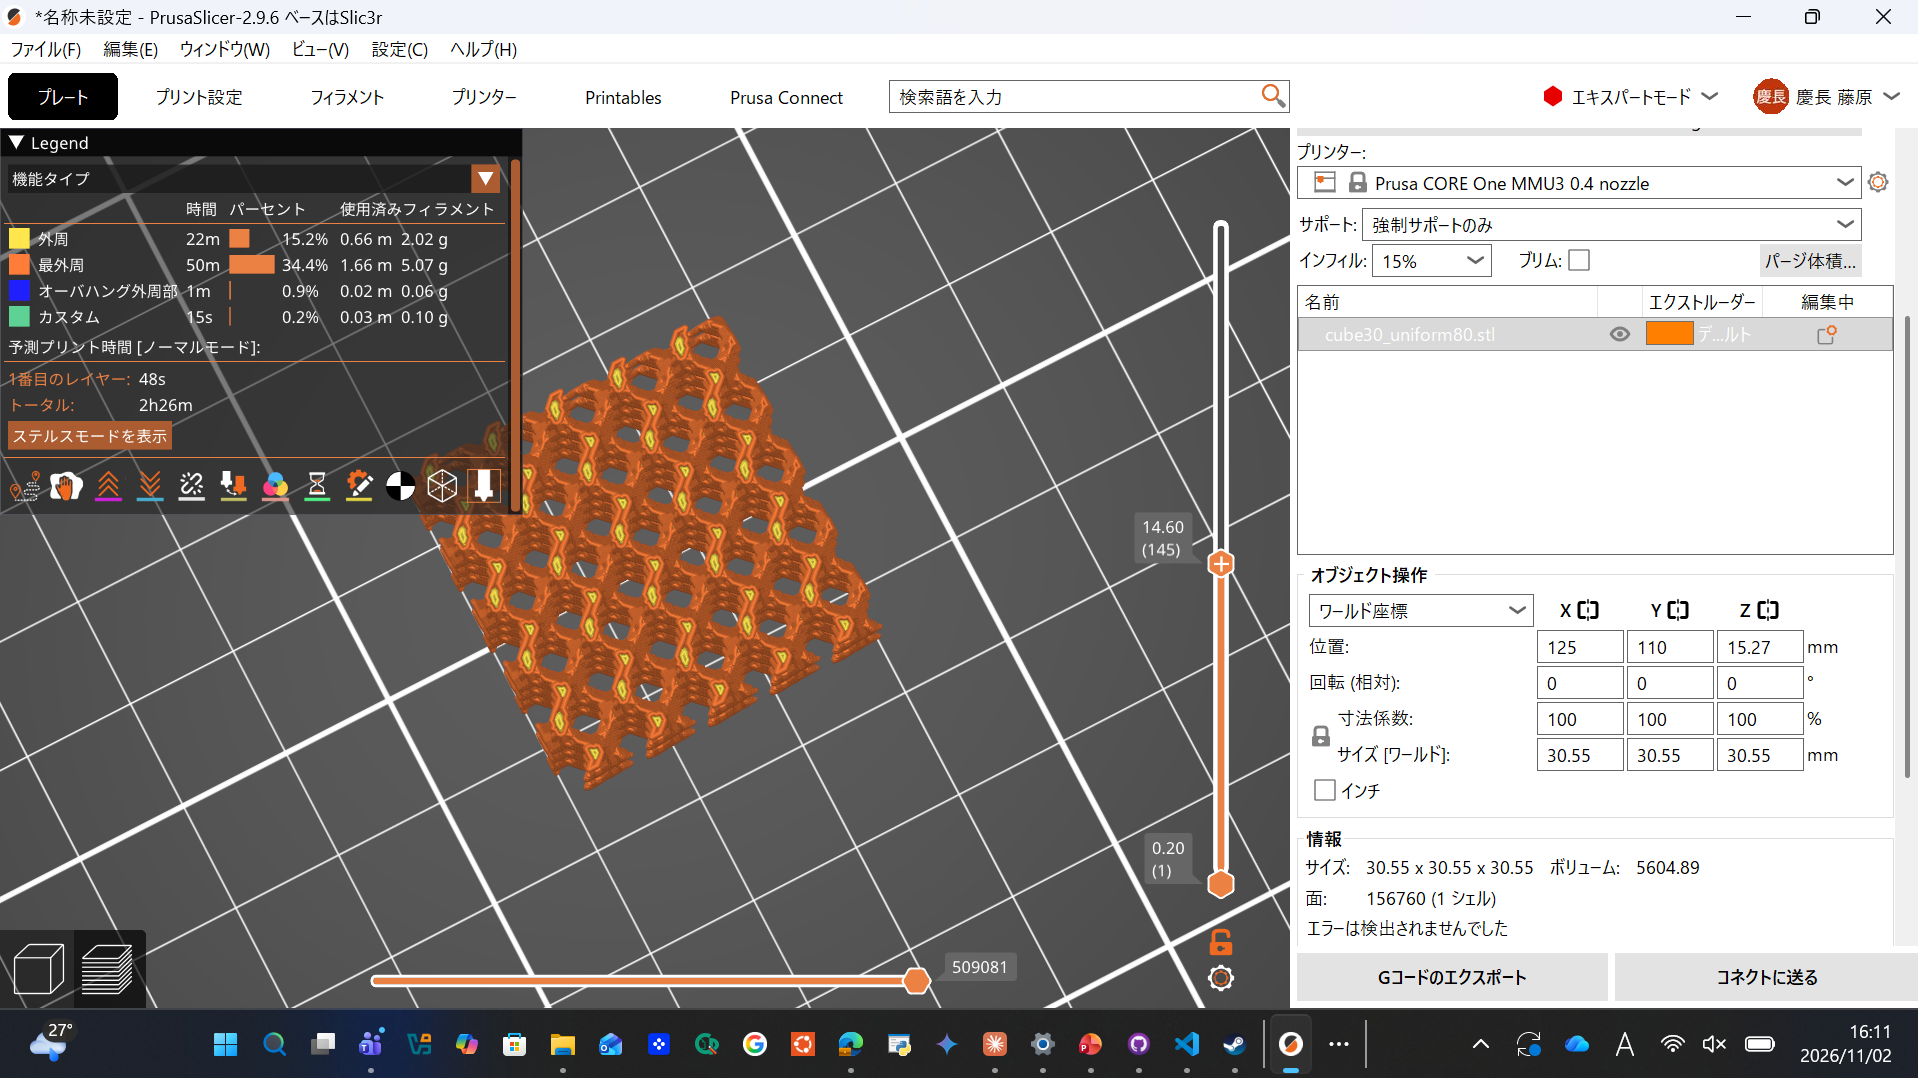 *名称未設定 - PrusaSlicer-2.9.6 ベースはSlic3r
ファイル(F) 編集(E) ウィンドウ(W) ビュー(V) 設定(C) ヘルプ(H)
プレート プリント設定 フィラメント プリンター Printables Prusa Connect 検索語を入力 エキスパートモード 慶長 慶長 藤原
Legend
機能タイプ
時間 パーセント 使用済みフィラメント
外周 22m 15.2% 0.66 m 2.02 g
最外周 50m 34.4% 1.66 m 5.07 g
オーバハング外周部 1m 0.9% 0.02 m 0.06 g
カスタム 15s 0.2% 0.03 m 0.10 g
予測プリント時間 [ノーマルモード]:
1番目のレイヤー: 48s
トータル: 2h26m
ステルスモードを表示
14.60
(145)
0.20
(1)
509081
プリンター:
Prusa CORE One MMU3 0.4 nozzle
サポート: 強制サポートのみ
インフィル: 15% ブリム: パージ体積...
名前 エクストルーダー 編集中
cube30_uniform80.stl デ...ルト
オブジェクト操作
ワールド座標 X Y Z
位置: 125 110 15.27 mm
回転 (相対): 0 0 0 °
寸法係数: 100 100 100 %
サイズ [ワールド]: 30.55 30.55 30.55 mm
インチ
情報
サイズ: 30.55 x 30.55 x 30.55 ボリューム: 5604.89
面: 156760 (1 シェル)
エラーは検出されませんでした
Gコードのエクスポート コネクトに送る
27°
A
16:11
2026/11/02